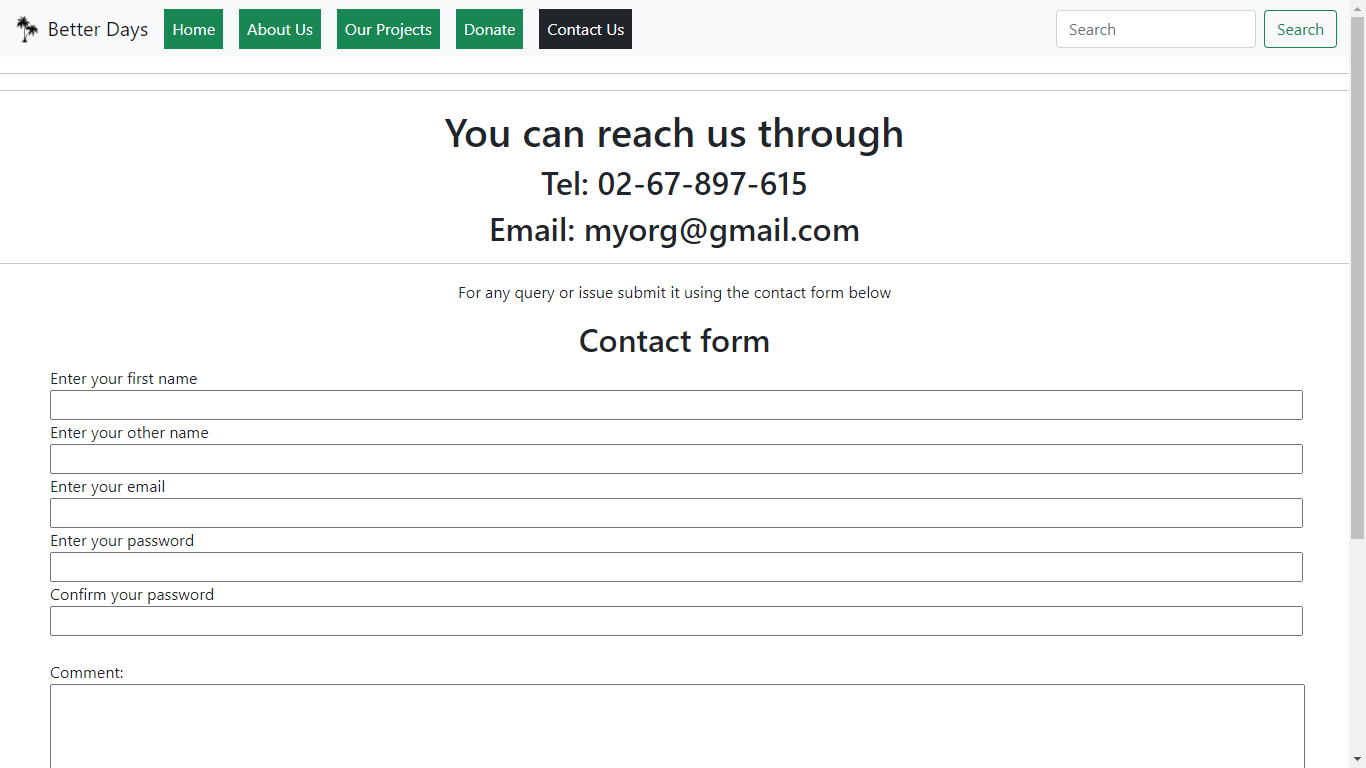 Better Days Home About Us Our Projects Donate Contact Us Search Search
You can reach us through
Tel: 02-67-897-615
Email: myorg@gmail.com
For any query or issue submit it using the contact form below
Contact form
Enter your first name
Enter your other name
Enter your email
Enter your password
Confirm your password
Comment: